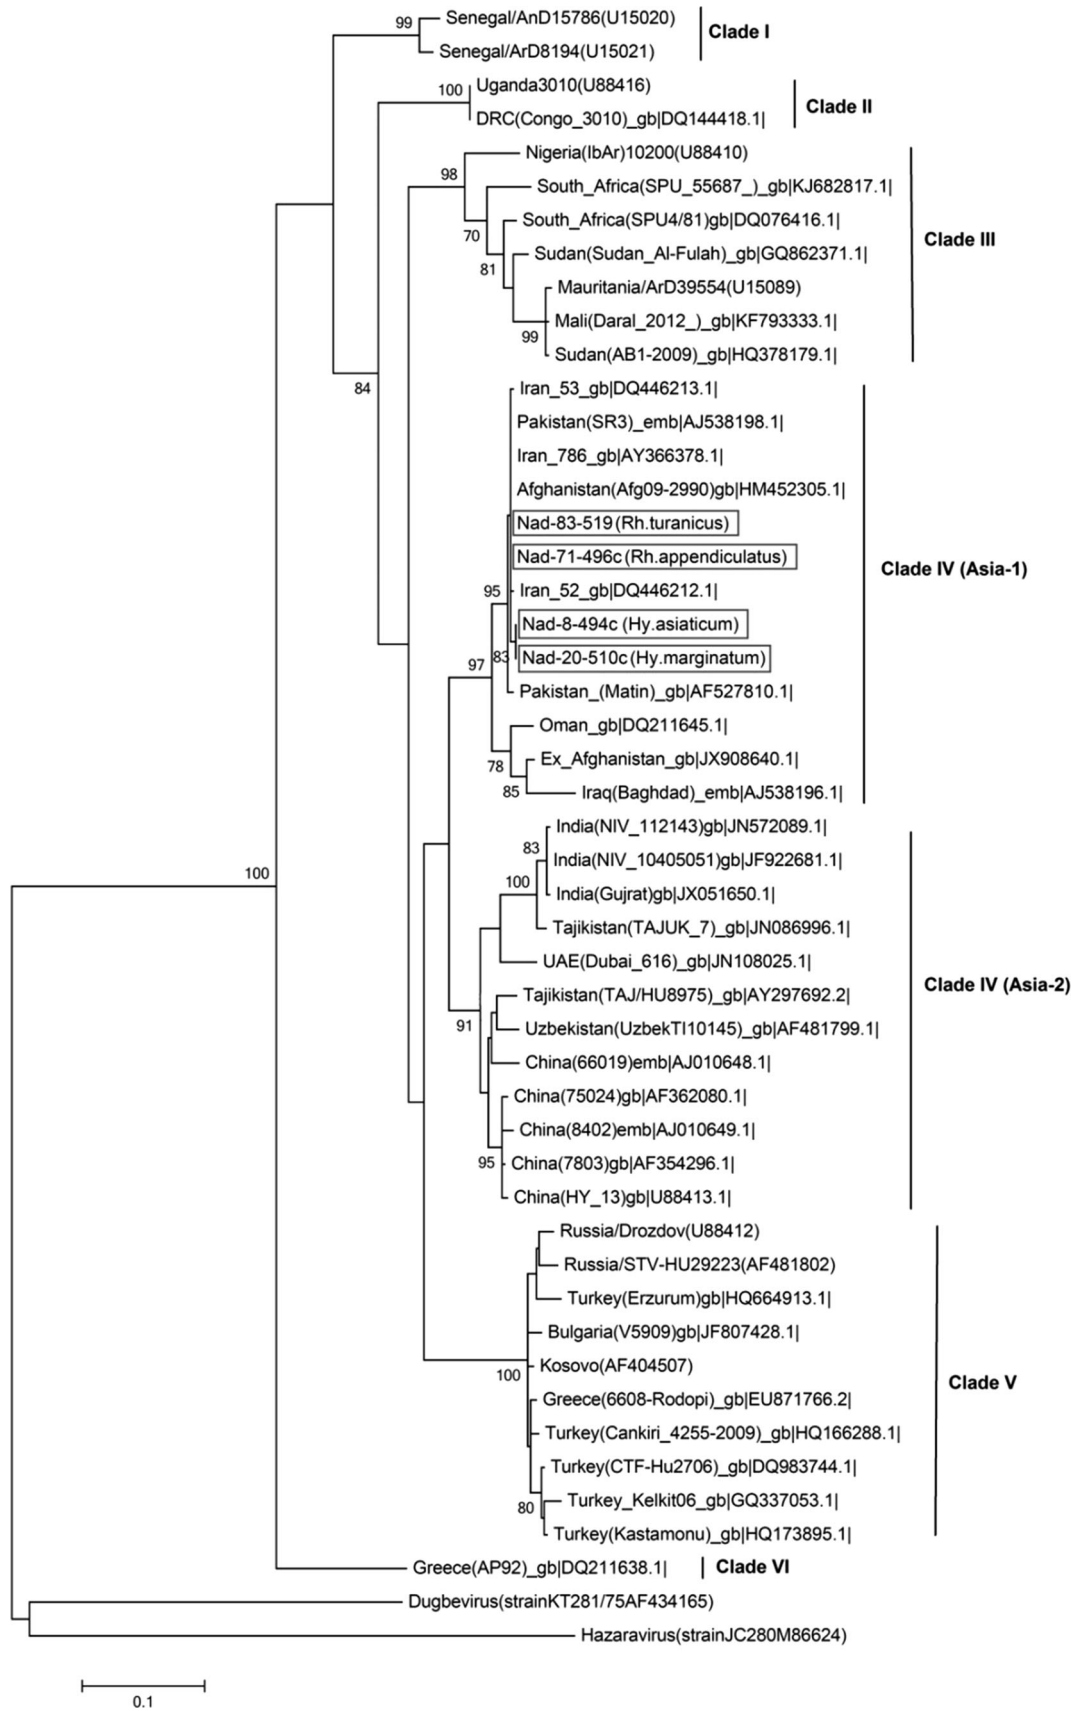 99
Senegal/AnD15786(U15020)
Senegal/ArD8194(U15021)
Clade I
100
Uganda3010(U88416)
DRC(Congo_3010)_gb|DQ144418.1|
Clade II
98
Nigeria(IbAr)10200(U88410)
South_Africa(SPU_55687_)_gb|KJ682817.1|
70
South_Africa(SPU4/81)gb|DQ076416.1|
Clade III
81
Sudan(Sudan_Al-Fulah)_gb|GQ862371.1|
Mauritania/ArD39554(U15089)
Mali(Daral_2012_)_gb|KF793333.1|
99
Sudan(AB1-2009)_gb|HQ378179.1|
84
Iran_53_gb|DQ446213.1|
Pakistan(SR3)_emb|AJ538198.1|
Iran_786_gb|AY366378.1|
Afghanistan(Afg09-2990)gb|HM452305.1|
Nad-83-519 (Rh.turanicus)
Nad-71-496c (Rh.appendiculatus)
Clade IV (Asia-1)
95
Iran_52_gb|DQ446212.1|
Nad-8-494c (Hy.asiaticum)
97
83
Nad-20-510c (Hy.marginatum)
Pakistan_(Matin)_gb|AF527810.1|
Oman_gb|DQ211645.1|
78
Ex_Afghanistan_gb|JX908640.1|
85
Iraq(Baghdad)_emb|AJ538196.1|
India(NIV_112143)gb|JN572089.1|
83
India(NIV_10405051)gb|JF922681.1|
100
India(Gujrat)gb|JX051650.1|
Tajikistan(TAJUK_7)_gb|JN086996.1|
UAE(Dubai_616)_gb|JN108025.1|
Clade IV (Asia-2)
Tajikistan(TAJ/HU8975)_gb|AY297692.2|
91
Uzbekistan(UzbekTI10145)_gb|AF481799.1|
China(66019)emb|AJ010648.1|
China(75024)gb|AF362080.1|
China(8402)emb|AJ010649.1|
95
China(7803)gb|AF354296.1|
China(HY_13)gb|U88413.1|
Russia/Drozdov(U88412)
Russia/STV-HU29223(AF481802)
Turkey(Erzurum)gb|HQ664913.1|
Bulgaria(V5909)gb|JF807428.1|
100
Kosovo(AF404507)
Clade V
Greece(6608-Rodopi)_gb|EU871766.2|
Turkey(Cankiri_4255-2009)_gb|HQ166288.1|
Turkey(CTF-Hu2706)_gb|DQ983744.1|
80
Turkey_Kelkit06_gb|GQ337053.1|
Turkey(Kastamonu)_gb|HQ173895.1|
100
Greece(AP92)_gb|DQ211638.1|
Clade VI
Dugbevirus(strainKT281/75AF434165)
Hazaravirus(strainJC280M86624)
0.1